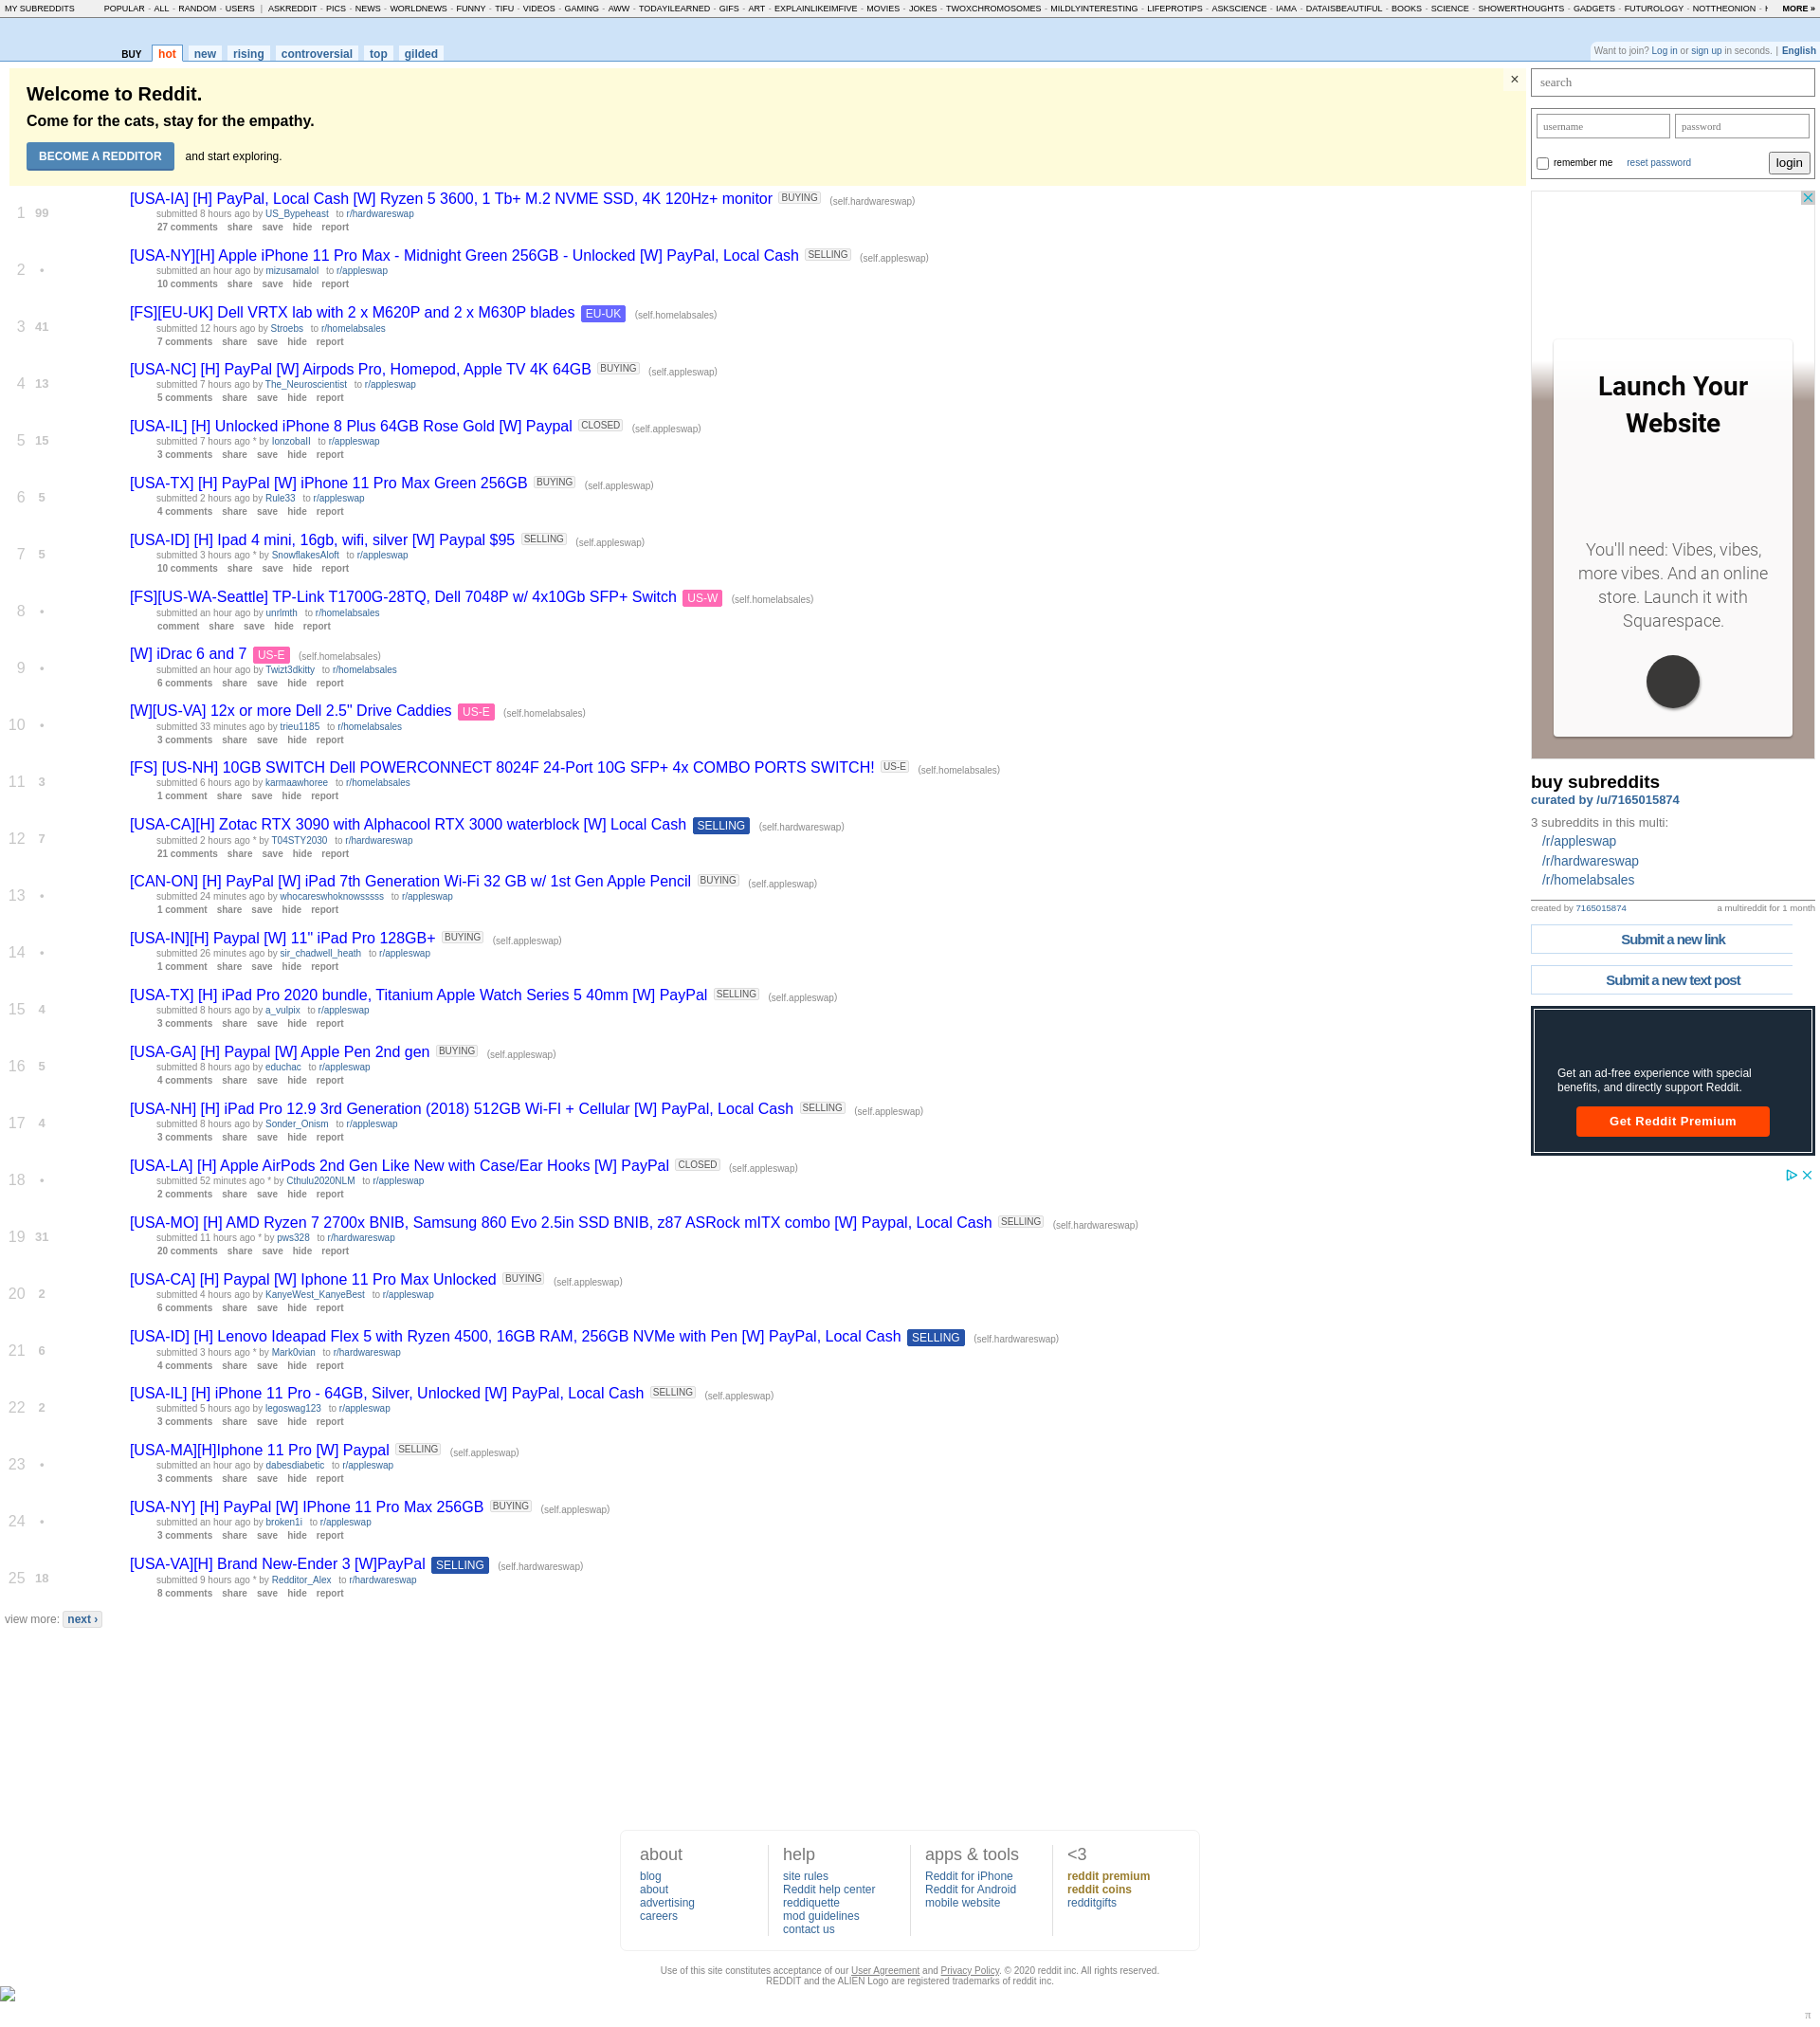 MY SUBREDDITS POPULAR - ALL - RANDOM - USERS | ASKREDDIT - PICS - NEWS - WORLDNEWS - FUNNY - TIFU - VIDEOS - GAMING - AWW - TODAYILEARNED - GIFS - ART - EXPLAINLIKEIMFIVE - MOVIES - JOKES - TWOXCHROMOSOMES - MILDLYINTERESTING - LIFEPROTIPS - ASKSCIENCE - IAMA - DATAISBEAUTIFUL - BOOKS - SCIENCE - SHOWERTHOUGHTS - GADGETS - FUTUROLOGY - NOTTHEONION - MORE »
BUY hot new rising controversial top gilded
Want to join? Log in or sign up in seconds. | English
Welcome to Reddit.
Come for the cats, stay for the empathy.
BECOME A REDDITOR and start exploring.
×
1 99 [USA-IA] [H] PayPal, Local Cash [W] Ryzen 5 3600, 1 Tb+ M.2 NVME SSD, 4K 120Hz+ monitor BUYING (self.hardwareswap)
submitted 8 hours ago by US_Bypeheast to r/hardwareswap
27 comments share save hide report
2 • [USA-NY][H] Apple iPhone 11 Pro Max - Midnight Green 256GB - Unlocked [W] PayPal, Local Cash SELLING (self.appleswap)
submitted an hour ago by mizusamalol to r/appleswap
10 comments share save hide report
3 41 [FS][EU-UK] Dell VRTX lab with 2 x M620P and 2 x M630P blades EU-UK (self.homelabsales)
submitted 12 hours ago by Stroebs to r/homelabsales
7 comments share save hide report
4 13 [USA-NC] [H] PayPal [W] Airpods Pro, Homepod, Apple TV 4K 64GB BUYING (self.appleswap)
submitted 7 hours ago by The_Neuroscientist to r/appleswap
5 comments share save hide report
5 15 [USA-IL] [H] Unlocked iPhone 8 Plus 64GB Rose Gold [W] Paypal CLOSED (self.appleswap)
submitted 7 hours ago * by lonzoball to r/appleswap
3 comments share save hide report
6 5 [USA-TX] [H] PayPal [W] iPhone 11 Pro Max Green 256GB BUYING (self.appleswap)
submitted 2 hours ago by Rule33 to r/appleswap
4 comments share save hide report
7 5 [USA-ID] [H] Ipad 4 mini, 16gb, wifi, silver [W] Paypal $95 SELLING (self.appleswap)
submitted 3 hours ago * by SnowflakesAloft to r/appleswap
10 comments share save hide report
8 • [FS][US-WA-Seattle] TP-Link T1700G-28TQ, Dell 7048P w/ 4x10Gb SFP+ Switch US-W (self.homelabsales)
submitted an hour ago by unrlmth to r/homelabsales
comment share save hide report
9 • [W] iDrac 6 and 7 US-E (self.homelabsales)
submitted an hour ago by Twizt3dkitty to r/homelabsales
6 comments share save hide report
10 • [W][US-VA] 12x or more Dell 2.5" Drive Caddies US-E (self.homelabsales)
submitted 33 minutes ago by trieu1185 to r/homelabsales
3 comments share save hide report
11 3 [FS] [US-NH] 10GB SWITCH Dell POWERCONNECT 8024F 24-Port 10G SFP+ 4x COMBO PORTS SWITCH! US-E (self.homelabsales)
submitted 6 hours ago by karmaawhoree to r/homelabsales
1 comment share save hide report
12 7 [USA-CA][H] Zotac RTX 3090 with Alphacool RTX 3000 waterblock [W] Local Cash SELLING (self.hardwareswap)
submitted 2 hours ago * by T04STY2030 to r/hardwareswap
21 comments share save hide report
13 • [CAN-ON] [H] PayPal [W] iPad 7th Generation Wi-Fi 32 GB w/ 1st Gen Apple Pencil BUYING (self.appleswap)
submitted 24 minutes ago by whocareswhoknowsssss to r/appleswap
1 comment share save hide report
14 • [USA-IN][H] Paypal [W] 11" iPad Pro 128GB+ BUYING (self.appleswap)
submitted 26 minutes ago by sir_chadwell_heath to r/appleswap
1 comment share save hide report
15 4 [USA-TX] [H] iPad Pro 2020 bundle, Titanium Apple Watch Series 5 40mm [W] PayPal SELLING (self.appleswap)
submitted 8 hours ago by a_vulpix to r/appleswap
3 comments share save hide report
16 5 [USA-GA] [H] Paypal [W] Apple Pen 2nd gen BUYING (self.appleswap)
submitted 8 hours ago by educhac to r/appleswap
4 comments share save hide report
17 4 [USA-NH] [H] iPad Pro 12.9 3rd Generation (2018) 512GB Wi-FI + Cellular [W] PayPal, Local Cash SELLING (self.appleswap)
submitted 8 hours ago by Sonder_Onism to r/appleswap
3 comments share save hide report
18 • [USA-LA] [H] Apple AirPods 2nd Gen Like New with Case/Ear Hooks [W] PayPal CLOSED (self.appleswap)
submitted 52 minutes ago * by Cthulu2020NLM to r/appleswap
2 comments share save hide report
19 31 [USA-MO] [H] AMD Ryzen 7 2700x BNIB, Samsung 860 Evo 2.5in SSD BNIB, z87 ASRock mITX combo [W] Paypal, Local Cash SELLING (self.hardwareswap)
submitted 11 hours ago * by pws328 to r/hardwareswap
20 comments share save hide report
20 2 [USA-CA] [H] Paypal [W] Iphone 11 Pro Max Unlocked BUYING (self.appleswap)
submitted 4 hours ago by KanyeWest_KanyeBest to r/appleswap
6 comments share save hide report
21 6 [USA-ID] [H] Lenovo Ideapad Flex 5 with Ryzen 4500, 16GB RAM, 256GB NVMe with Pen [W] PayPal, Local Cash SELLING (self.hardwareswap)
submitted 3 hours ago * by Mark0vian to r/hardwareswap
4 comments share save hide report
22 2 [USA-IL] [H] iPhone 11 Pro - 64GB, Silver, Unlocked [W] PayPal, Local Cash SELLING (self.appleswap)
submitted 5 hours ago by legoswag123 to r/appleswap
3 comments share save hide report
23 • [USA-MA][H]Iphone 11 Pro [W] Paypal SELLING (self.appleswap)
submitted an hour ago by dabesdiabetic to r/appleswap
3 comments share save hide report
24 • [USA-NY] [H] PayPal [W] IPhone 11 Pro Max 256GB BUYING (self.appleswap)
submitted an hour ago by broken1i to r/appleswap
3 comments share save hide report
25 18 [USA-VA][H] Brand New-Ender 3 [W]PayPal SELLING (self.hardwareswap)
submitted 9 hours ago * by Redditor_Alex to r/hardwareswap
8 comments share save hide report
view more: next ›
search
username password
remember me reset password login
Launch Your
Website
You'll need: Vibes, vibes,
more vibes. And an online
store. Launch it with
Squarespace.
buy subreddits
curated by /u/7165015874
3 subreddits in this multi:
/r/appleswap
/r/hardwareswap
/r/homelabsales
created by 7165015874 a multireddit for 1 month
Submit a new link
Submit a new text post
Get an ad-free experience with special
benefits, and directly support Reddit.
Get Reddit Premium
about
blog
about
advertising
careers
help
site rules
Reddit help center
reddiquette
mod guidelines
contact us
apps & tools
Reddit for iPhone
Reddit for Android
mobile website
<3
reddit premium
reddit coins
redditgifts
Use of this site constitutes acceptance of our User Agreement and Privacy Policy. © 2020 reddit inc. All rights reserved.
REDDIT and the ALIEN Logo are registered trademarks of reddit inc.
π